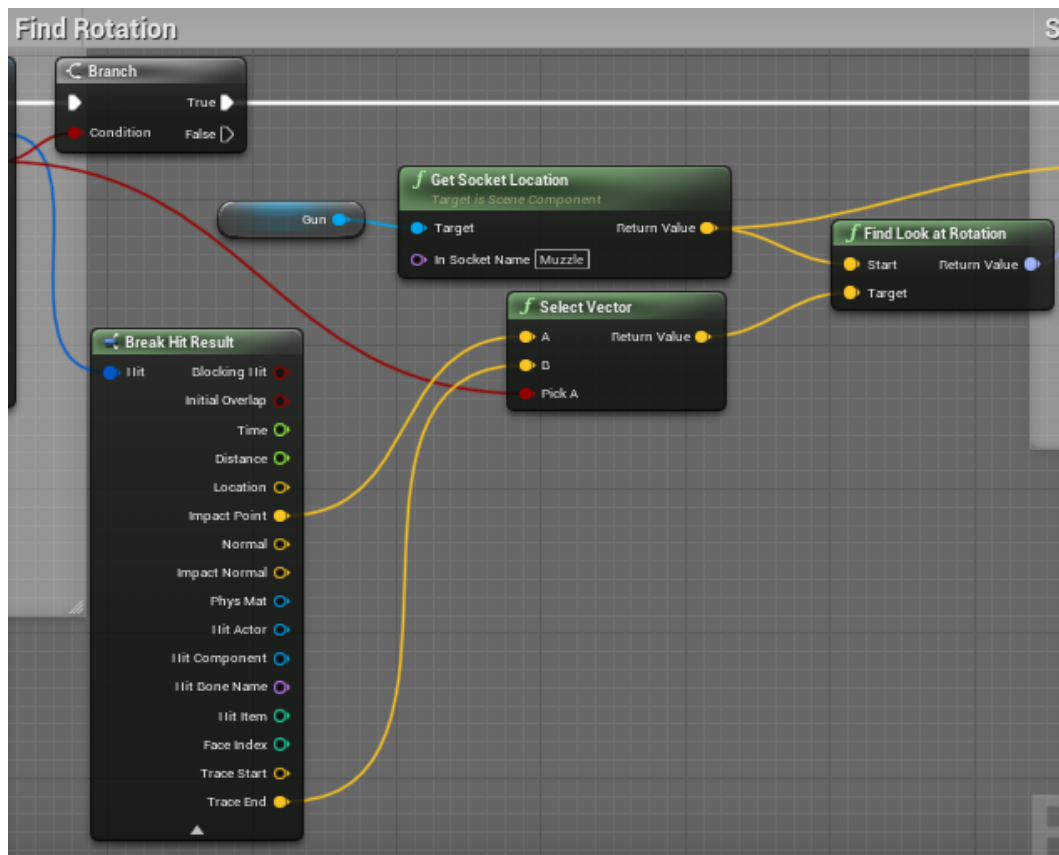 Find Rotation
S
Branch
True
Condition
False
Get Socket Location
Target is Scene Component
Gun
Target
Return Value
In Socket Name
Muzzle
Find Look at Rotation
Start
Return Value
Target
Select Vector
A
Return Value
B
Pick A
Break Hit Result
Hit
Blocking Hit
Initial Overlap
Time
Distance
Location
Impact Point
Normal
Impact Normal
Phys Mat
Hit Actor
Hit Component
Hit Bone Name
Hit Item
Face Index
Trace Start
Trace End